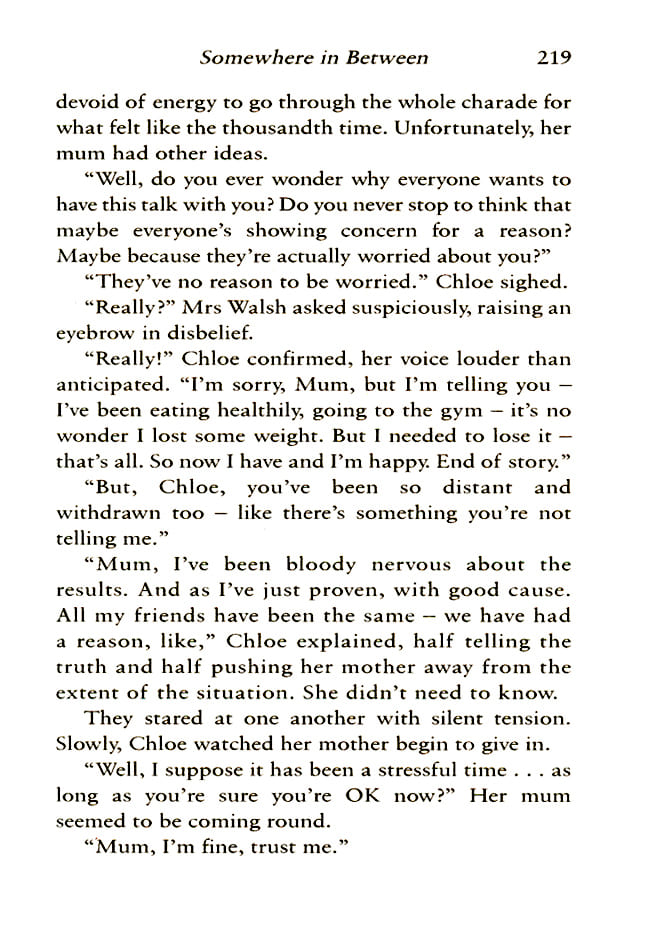 Somewhere in Between 219
devoid of energy to go through the whole charade for
what felt like the thousandth time. Unfortunately, her
mum had other ideas.
“Well, do you ever wonder why everyone wants to
have this talk with you? Do you never stop to think that
maybe everyone’s showing concern for a reason?
Maybe because they’re actually worried about you?”
“They’ve no reason to be worried.” Chloe sighed.
“Really?” Mrs Walsh asked suspiciously, raising an
eyebrow in disbelief.
“Really!” Chloe confirmed, her voice louder than
anticipated. “I’m sorry, Mum, but I’m telling you –
I’ve been eating healthily, going to the gym – it’s no
wonder I lost some weight. But I needed to lose it –
that’s all. So now I have and I’m happy. End of story.”
“But, Chloe, you’ve been so distant and
withdrawn too – like there’s something you’re not
telling me.”
“Mum, I’ve been bloody nervous about the
results. And as I’ve just proven, with good cause.
All my friends have been the same – we have had
a reason, like,” Chloe explained, half telling the
truth and half pushing her mother away from the
extent of the situation. She didn’t need to know.
They stared at one another with silent tension.
Slowly, Chloe watched her mother begin to give in.
“Well, I suppose it has been a stressful time . . . as
long as you’re sure you’re OK now?” Her mum
seemed to be coming round.
“Mum, I’m fine, trust me.”